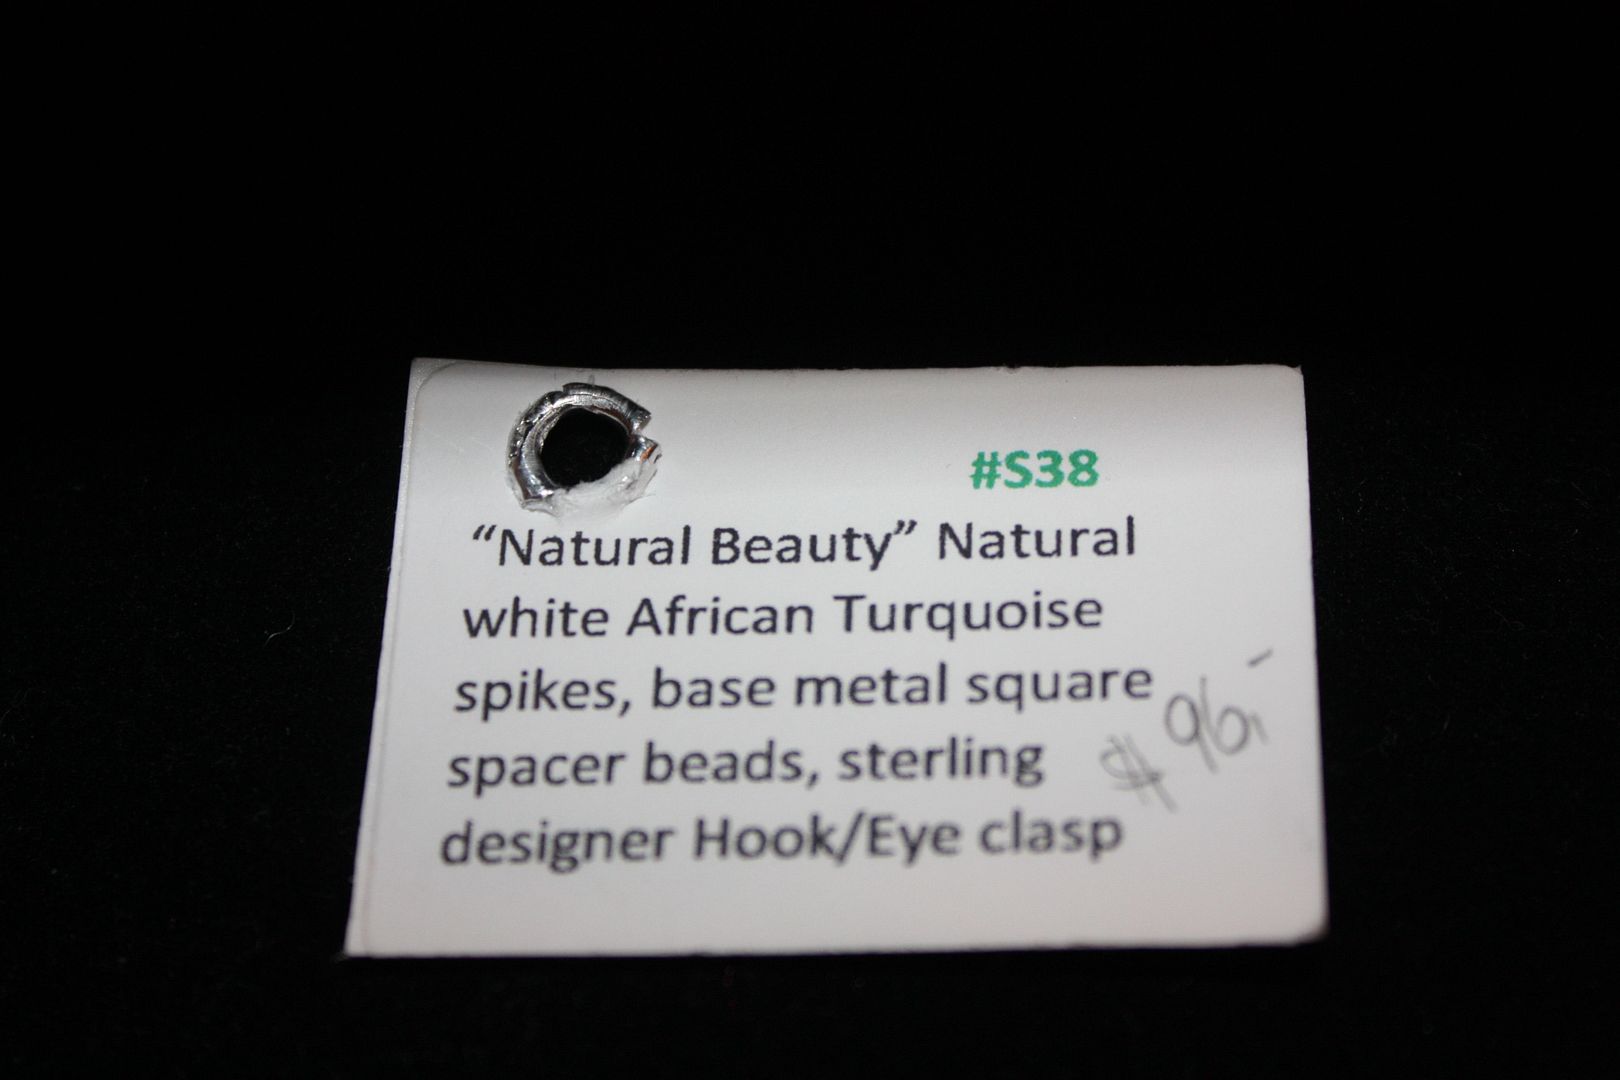 #S38
“Natural Beauty” Natural
white African Turquoise
spikes, base metal square
spacer beads, sterling
designer Hook/Eye clasp
$96.-